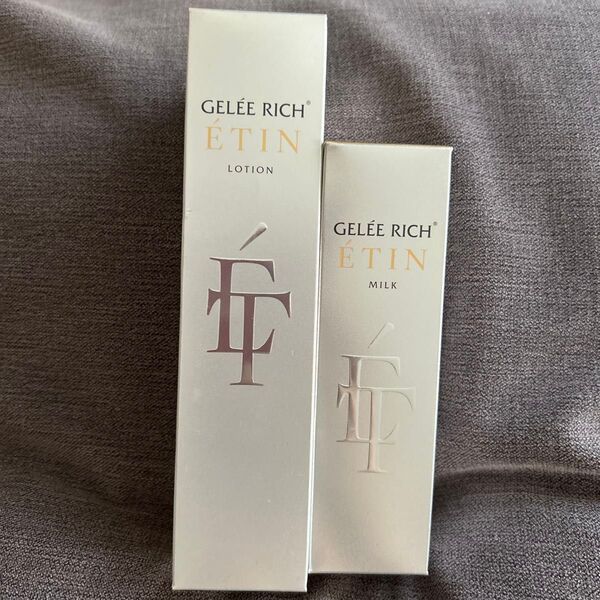 GELÉE RICH®
ÉTIN
LOTION
ÉT
GELÉE RICH®
ÉTIN
MILK
ÉT